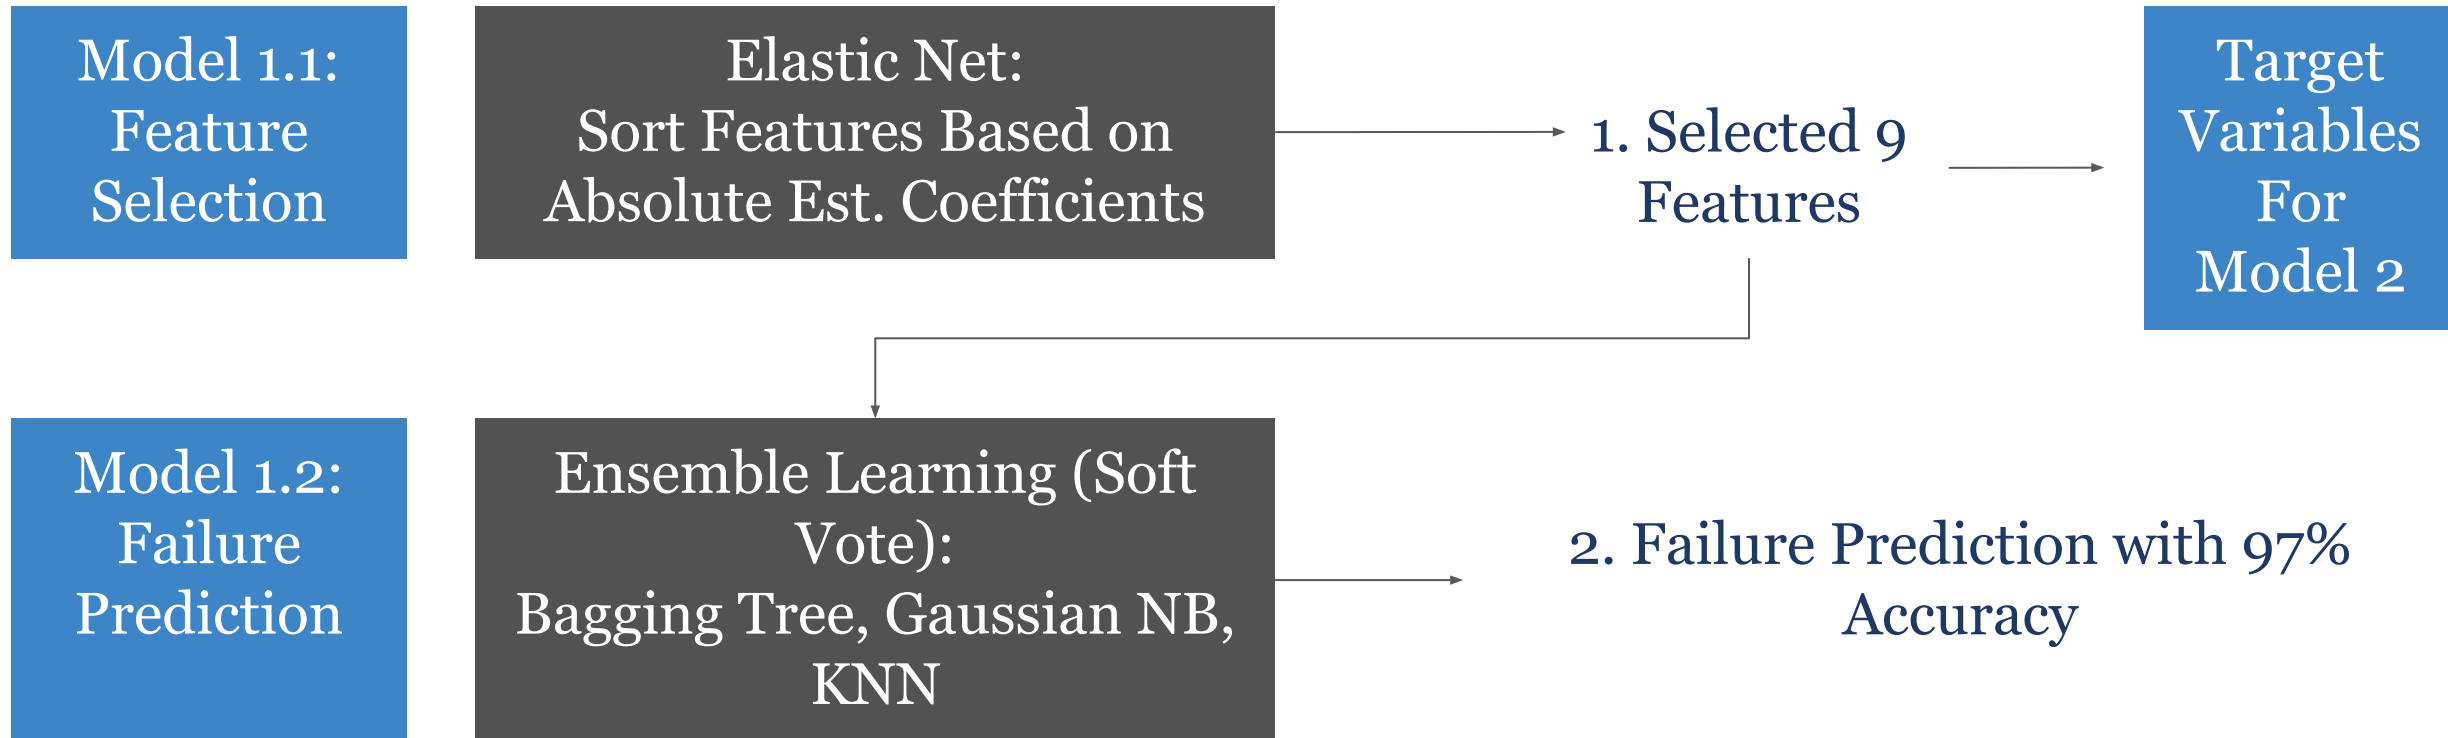 Model 1.1:
Feature
Selection
Elastic Net:
Sort Features Based on
Absolute Est. Coefficients
1. Selected 9
Features
Target
Variables
For
Model 2
Model 1.2:
Failure
Prediction
Ensemble Learning (Soft
Vote):
Bagging Tree, Gaussian NB,
KNN
2. Failure Prediction with 97%
Accuracy